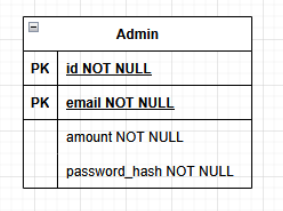 Admin
PK id NOT NULL
PK email NOT NULL
amount NOT NULL
password_hash NOT NULL